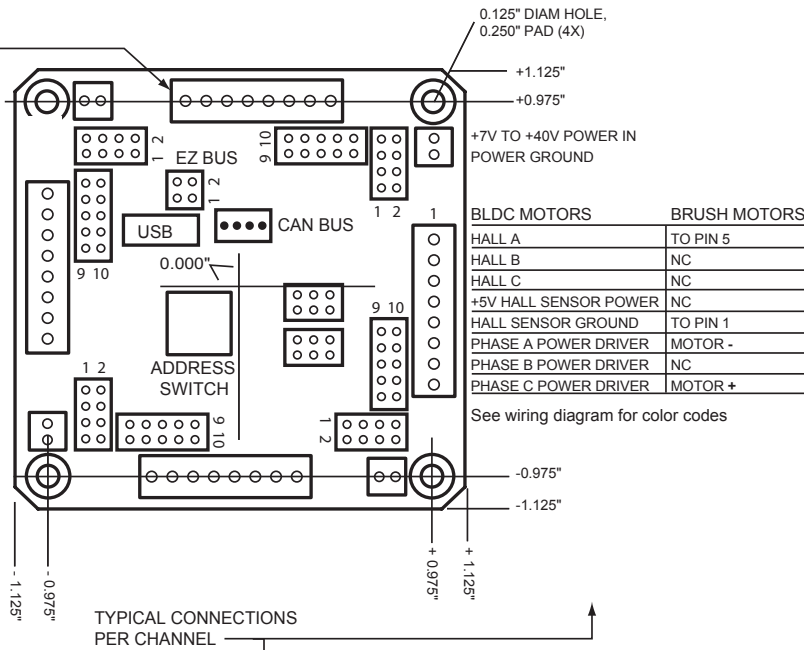 0.125" DIAM HOLE,
0.250" PAD (4X)
+1.125"
+0.975"
+7V TO +40V POWER IN
POWER GROUND
1 2
9 10
EZ BUS
1 2
1 2
1
USB
CAN BUS
9 10
0.000"
BLDC MOTORS BRUSH MOTORS
HALL A TO PIN 5
HALL B NC
HALL C NC
+5V HALL SENSOR POWER NC
HALL SENSOR GROUND TO PIN 1
PHASE A POWER DRIVER MOTOR -
PHASE B POWER DRIVER NC
PHASE C POWER DRIVER MOTOR +
See wiring diagram for color codes
9 10
ADDRESS
SWITCH
1 2
9 10
1 2
-0.975"
-1.125"
- 1.125"
- 0.975"
+ 0.975"
+ 1.125"
TYPICAL CONNECTIONS
PER CHANNEL